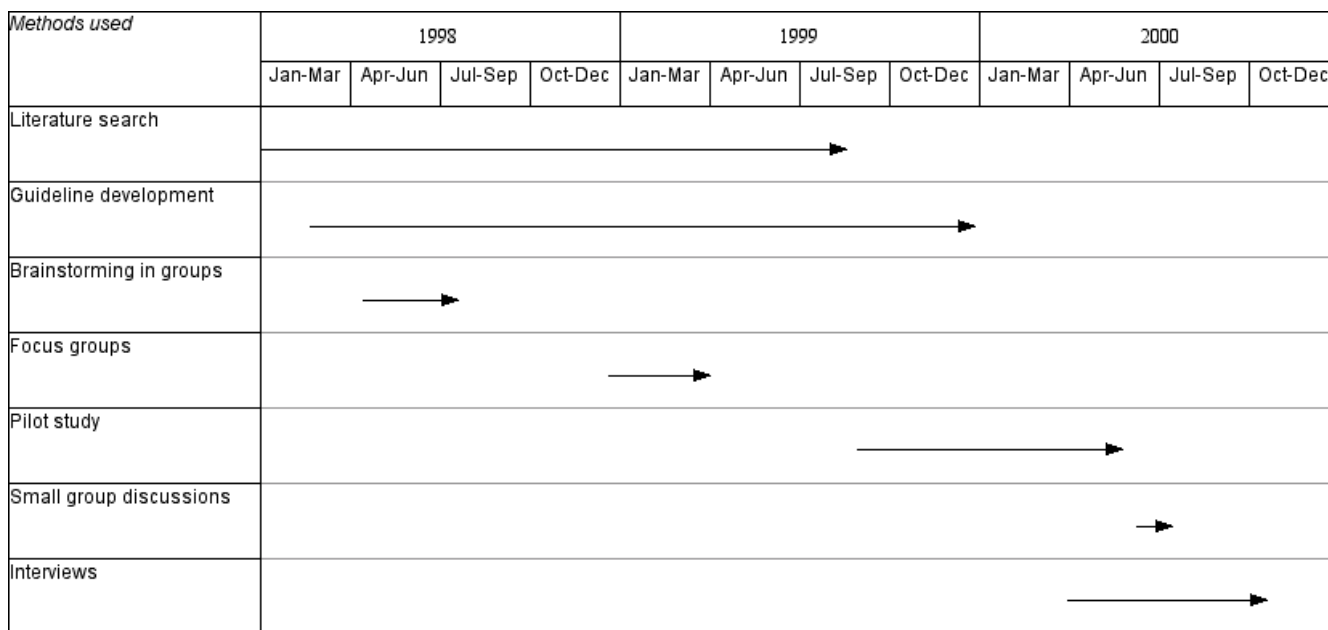 Methods used
1998 1999 2000
Jan-Mar Apr-Jun Jul-Sep Oct-Dec Jan-Mar Apr-Jun Jul-Sep Oct-Dec Jan-Mar Apr-Jun Jul-Sep Oct-Dec
Literature search
Guideline development
Brainstorming in groups
Focus groups
Pilot study
Small group discussions
Interviews